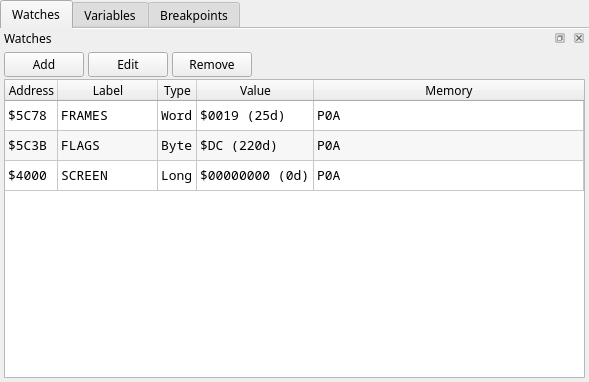 Watches Variables Breakpoints
Watches
Add Edit Remove
Address Label Type Value Memory
$5C78 FRAMES Word $0019 (25d) P0A
$5C3B FLAGS Byte $DC (220d) P0A
$4000 SCREEN Long $00000000 (0d) P0A